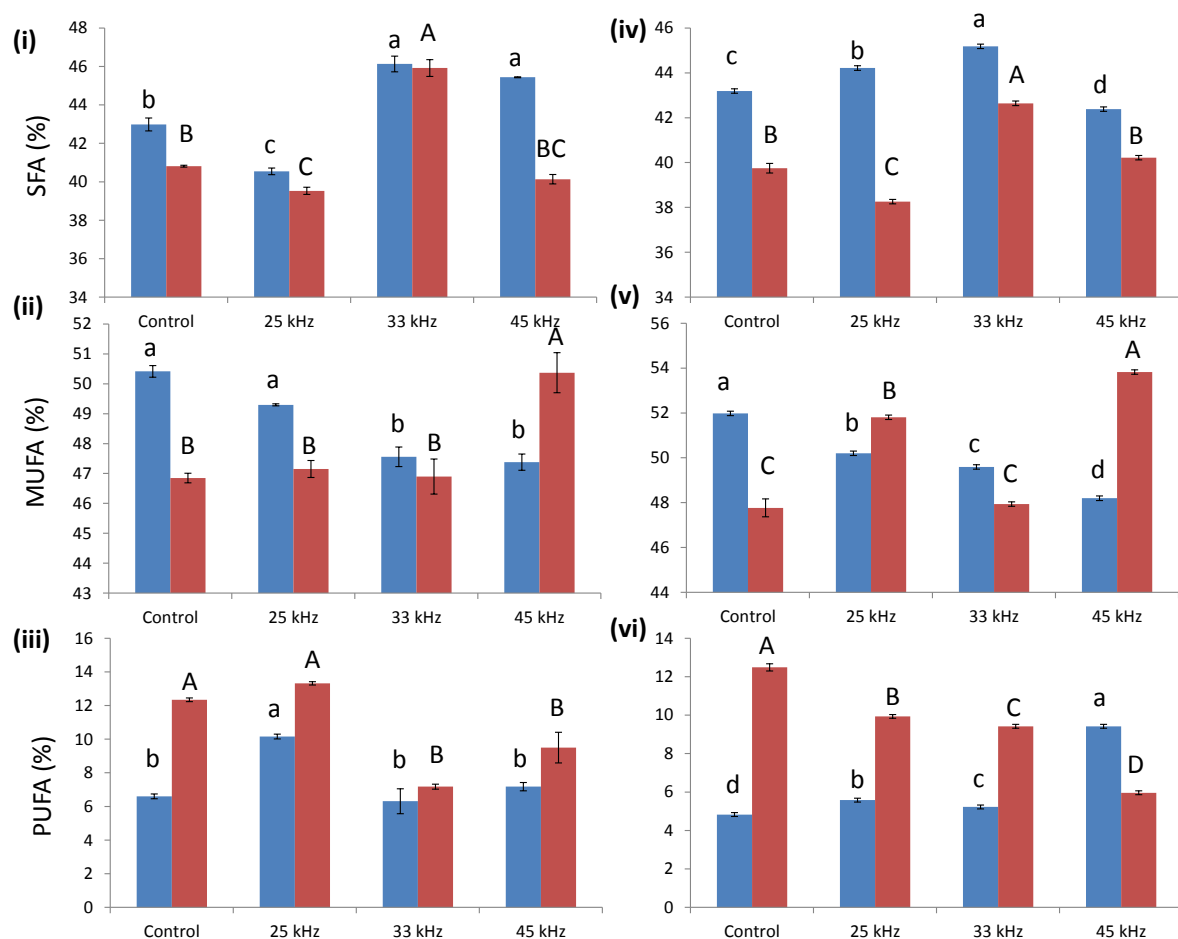 (i)
SFA (%)
48
46
44
42
40
38
36
34
b
B
c
C
a
A
a
BC
Control
25 kHz
33 kHz
45 kHz
(iv)
46
44
42
40
38
36
34
c
B
b
C
a
A
d
B
Control
25 kHz
33 kHz
45 kHz
(ii)
MUFA (%)
52
51
50
49
48
47
46
45
44
43
a
B
a
B
b
B
b
A
Control
25 kHz
33 kHz
45 kHz
(v)
56
54
52
50
48
46
44
a
C
b
B
c
C
d
A
Control
25 kHz
33 kHz
45 kHz
(iii)
PUFA (%)
16
14
12
10
8
6
4
2
0
b
A
a
A
b
B
b
B
Control
25 kHz
33 kHz
45 kHz
(vi)
14
12
10
8
6
4
2
0
d
A
b
B
c
C
a
D
Control
25 kHz
33 kHz
45 kHz